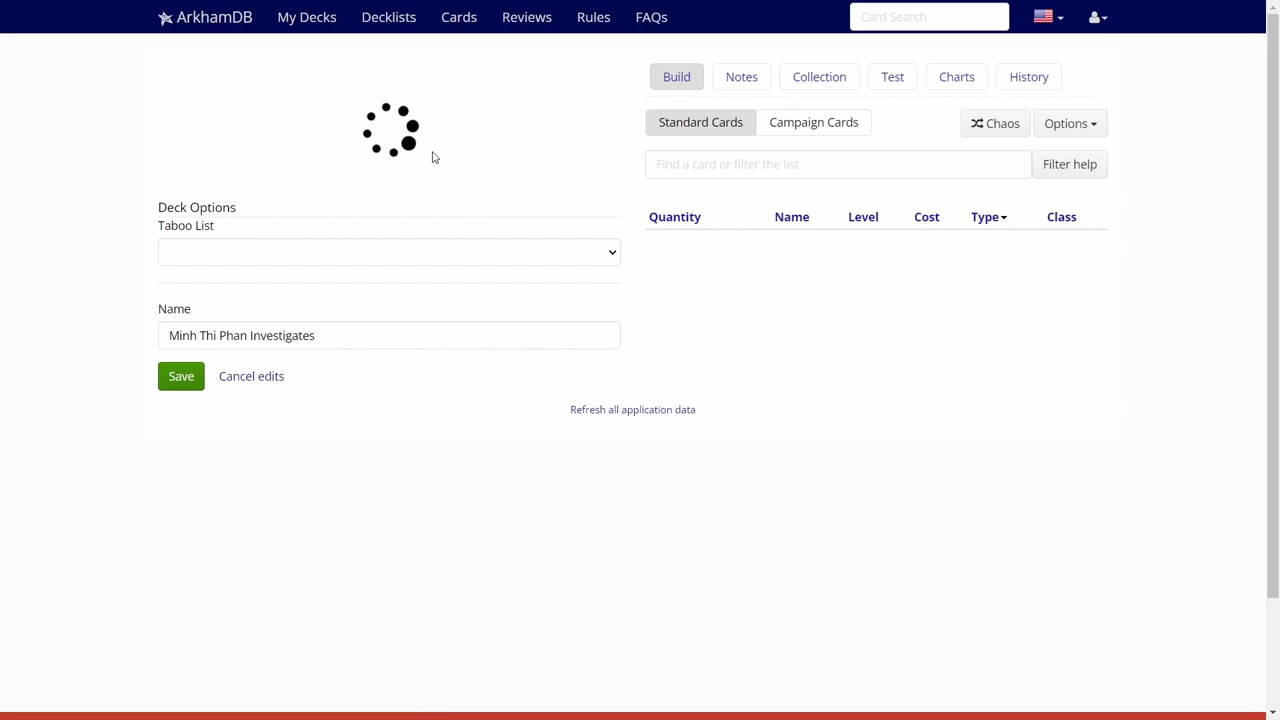 ArkhamDB My Decks Decklists Cards Reviews Rules FAQs Card Search
Build Notes Collection Test Charts History
Standard Cards Campaign Cards Chaos Options
Find a card or filter the list Filter help
Deck Options
Taboo List
Quantity Name Level Cost Type Class
Name
Minh Thi Phan Investigates
Save Cancel edits
Refresh all application data